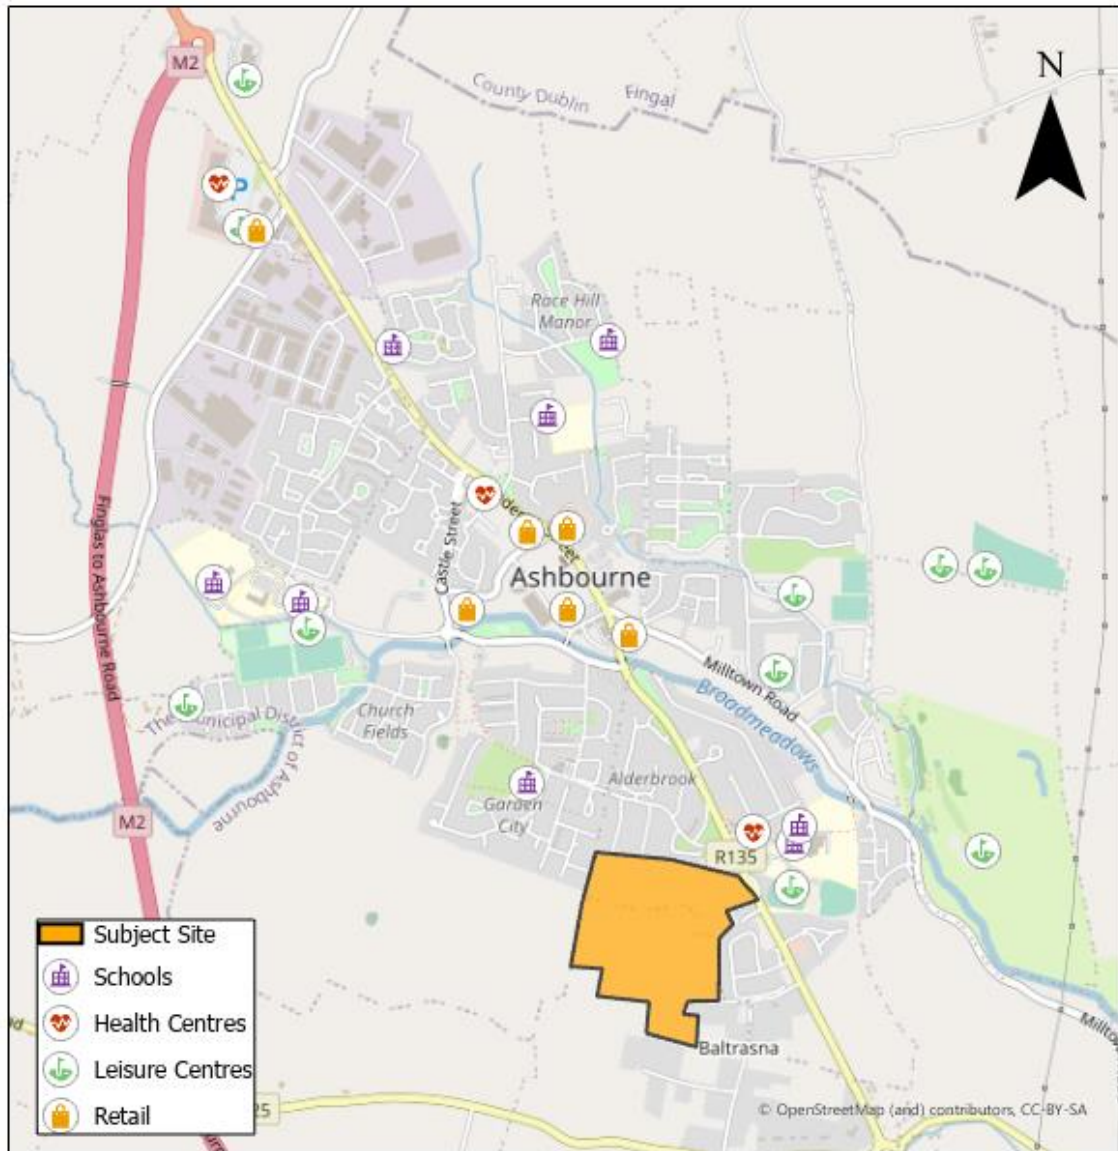 M2
County Dublin
Fingal
N
P
Race Hill
Manor
Castle Street
Ashbourne
Finglas to Ashbourne Road
Milltown Road
Broadmeadows
Church
Fields
The Municipal District of
Ashbourne
Alderbrook
Garden
City
M2
R135
Subject Site
Schools
Health Centres
Leisure Centres
Retail
25
Baltrasna
© OpenStreetMap (and) contributors, CC-BY-SA